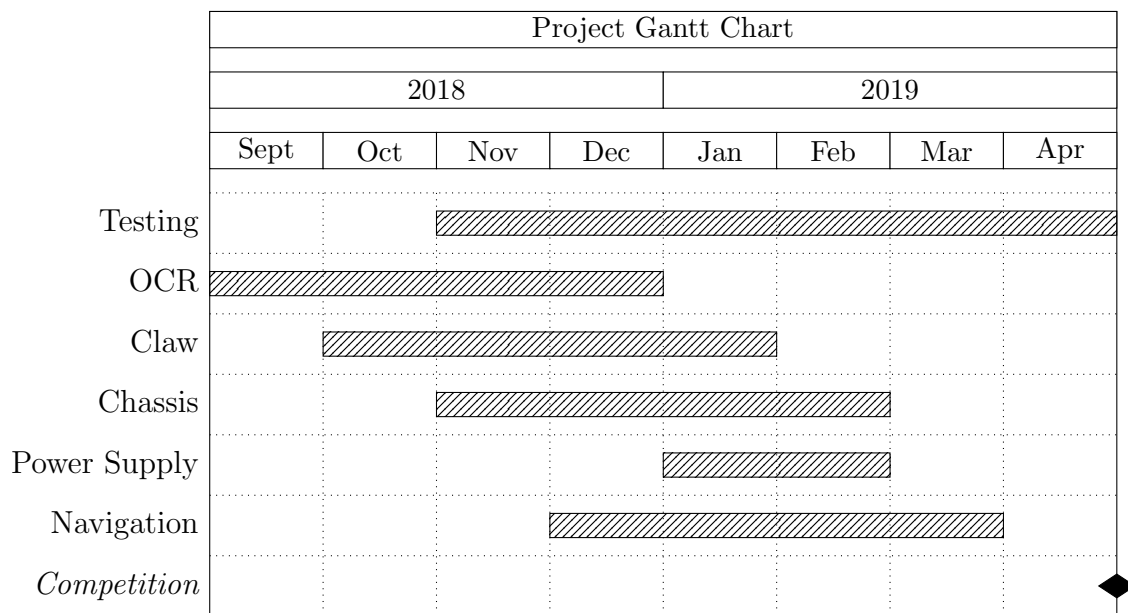 Project Gantt Chart
2018 2019
Sept Oct Nov Dec Jan Feb Mar Apr
Testing
OCR
Claw
Chassis
Power Supply
Navigation
Competition